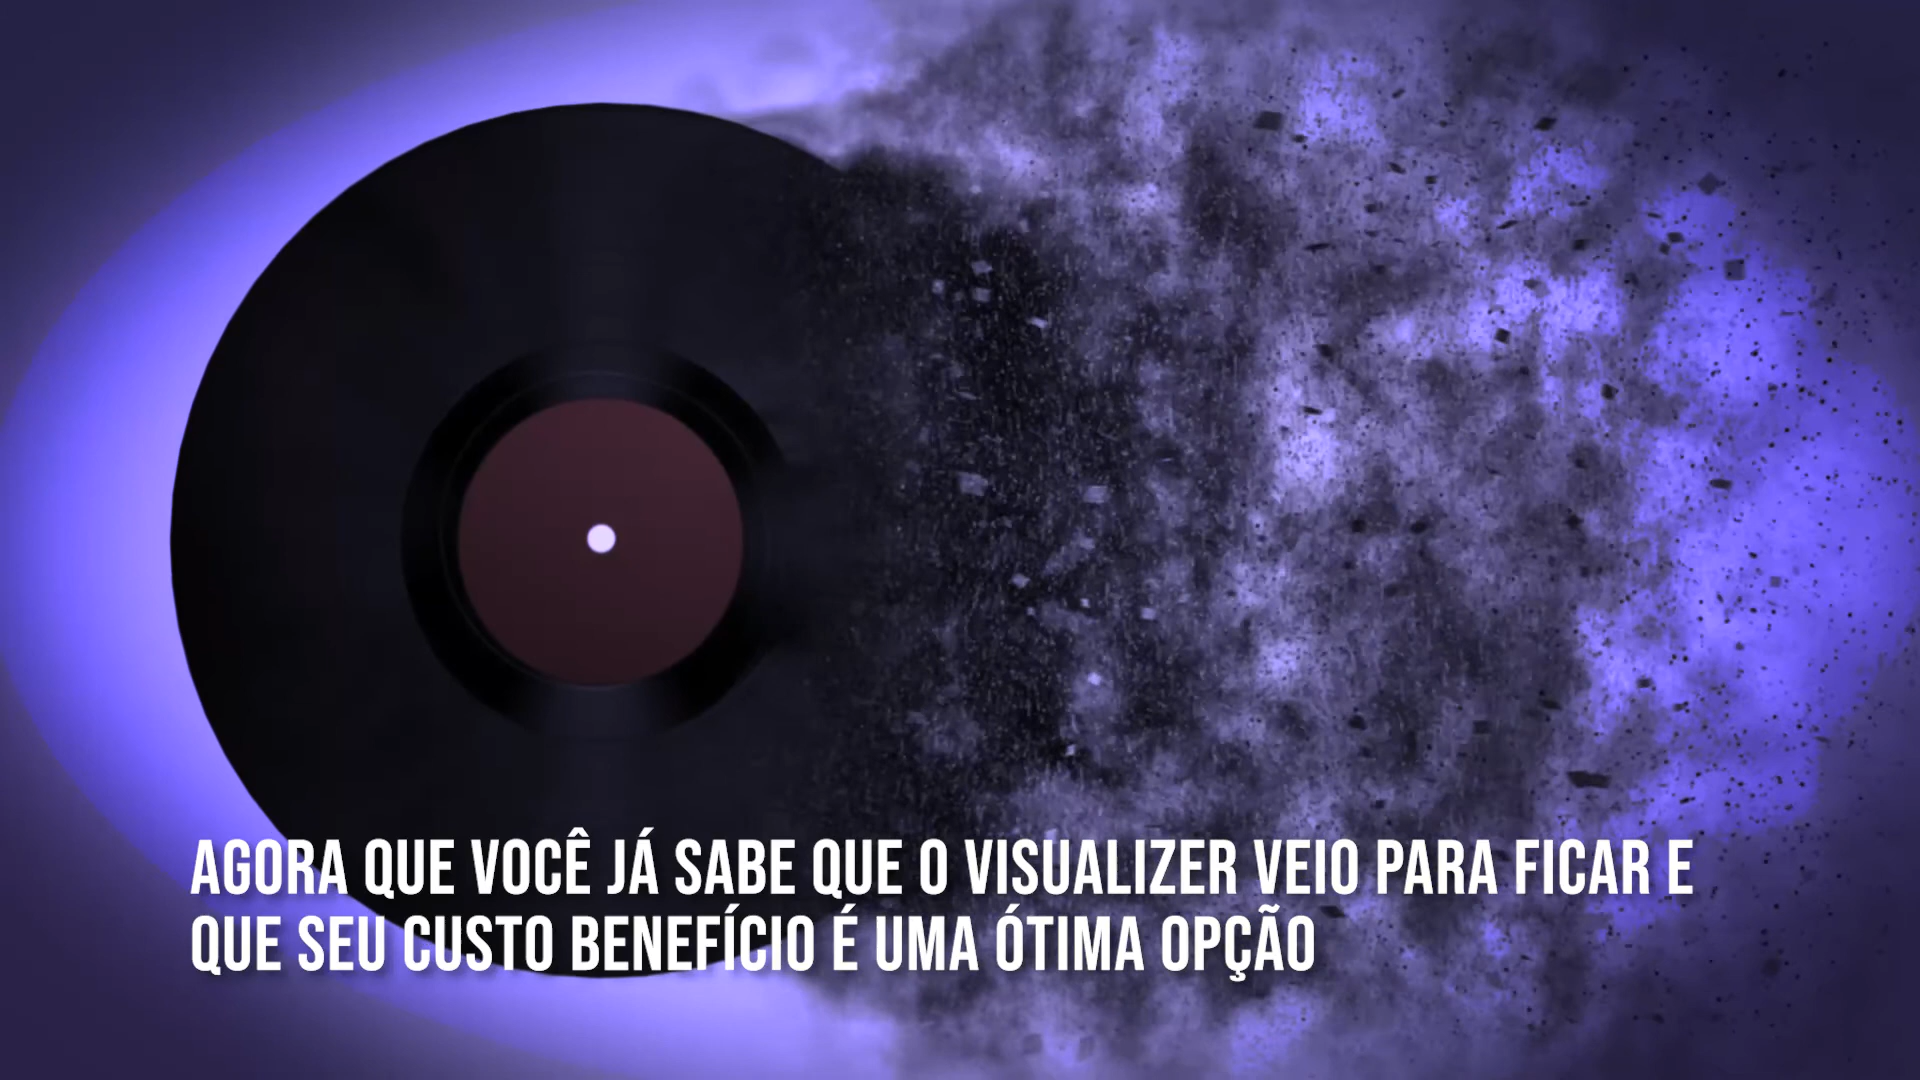 AGORA QUE VOCÊ JÁ SABE QUE O VISUALIZER VEIO PARA FICAR E
QUE SEU CUSTO BENEFÍCIO É UMA ÓTIMA OPÇÃO